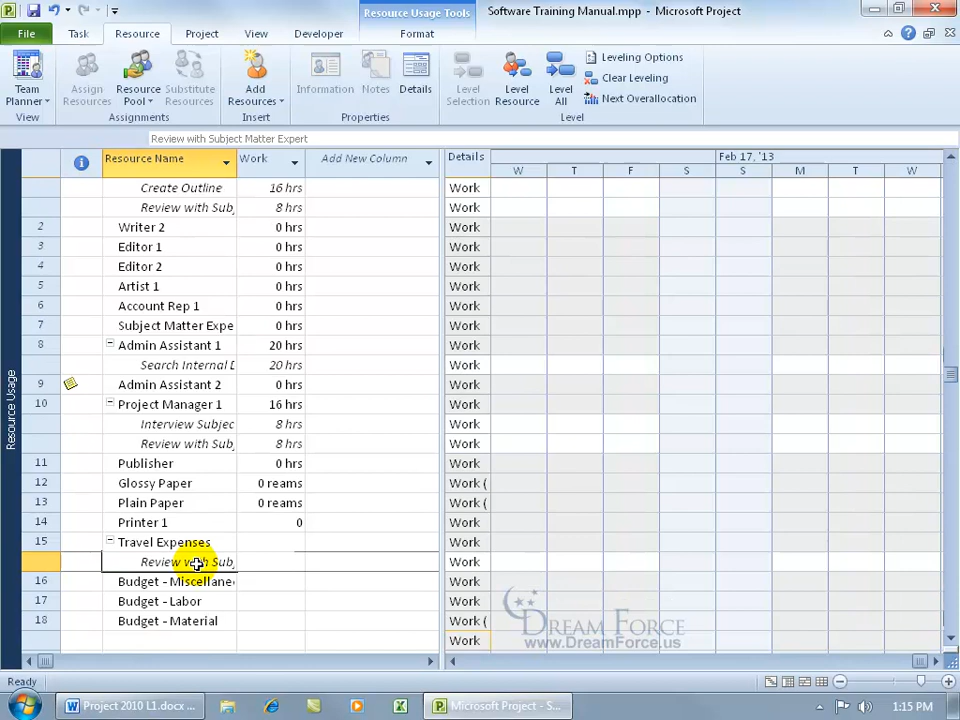 Resource Usage Tools
Software Training Manual.mpp - Microsoft Project
File Task Resource Project View Developer Format
Team Planner
Assign Resources
Resource Pool
Substitute Resources
Add Resources
Information
Notes
Details
Level Selection
Level Resource
Level All
Leveling Options
Clear Leveling
Next Overallocation
View Assignments Insert Properties Level
Review with Subject Matter Expert
Resource Name Work Add New Column Details Feb 17, '13
W T F S S M T W
Create Outline 16 hrs Work
Review with Subj 8 hrs Work
2 Writer 2 0 hrs Work
3 Editor 1 0 hrs Work
4 Editor 2 0 hrs Work
5 Artist 1 0 hrs Work
6 Account Rep 1 0 hrs Work
7 Subject Matter Expe 0 hrs Work
8 Admin Assistant 1 20 hrs Work
Search Internal D 20 hrs Work
9 Admin Assistant 2 0 hrs Work
10 Project Manager 1 16 hrs Work
Interview Subjec 8 hrs Work
Review with Subj 8 hrs Work
11 Publisher 0 hrs Work
12 Glossy Paper 0 reams Work (
13 Plain Paper 0 reams Work (
14 Printer 1 0 Work
15 Travel Expenses Work
Review with Subj Work
16 Budget - Miscellaneo Work
17 Budget - Labor Work
18 Budget - Material Work (
Work
Resource Usage
DREAM FORCE
www.DreamForce.us
Ready
Project 2010 L1.docx ...
Microsoft Project - S...
1:15 PM